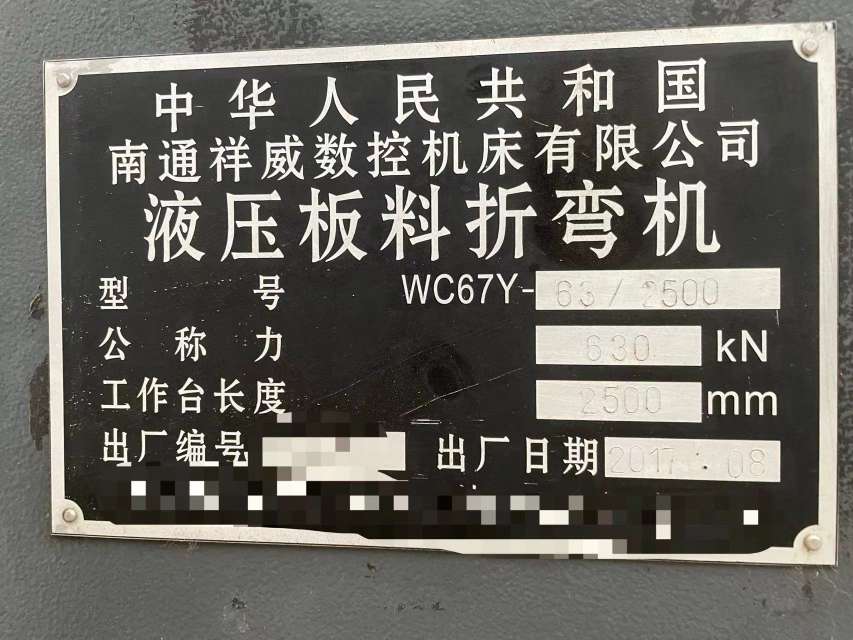 中华人民共和国
南通祥威数控机床有限公司
液压板料折弯机
型号 WC67Y-63/2500
公称力 630 kN
工作台长度 2500 mm
出厂编号 出厂日期 2017.08